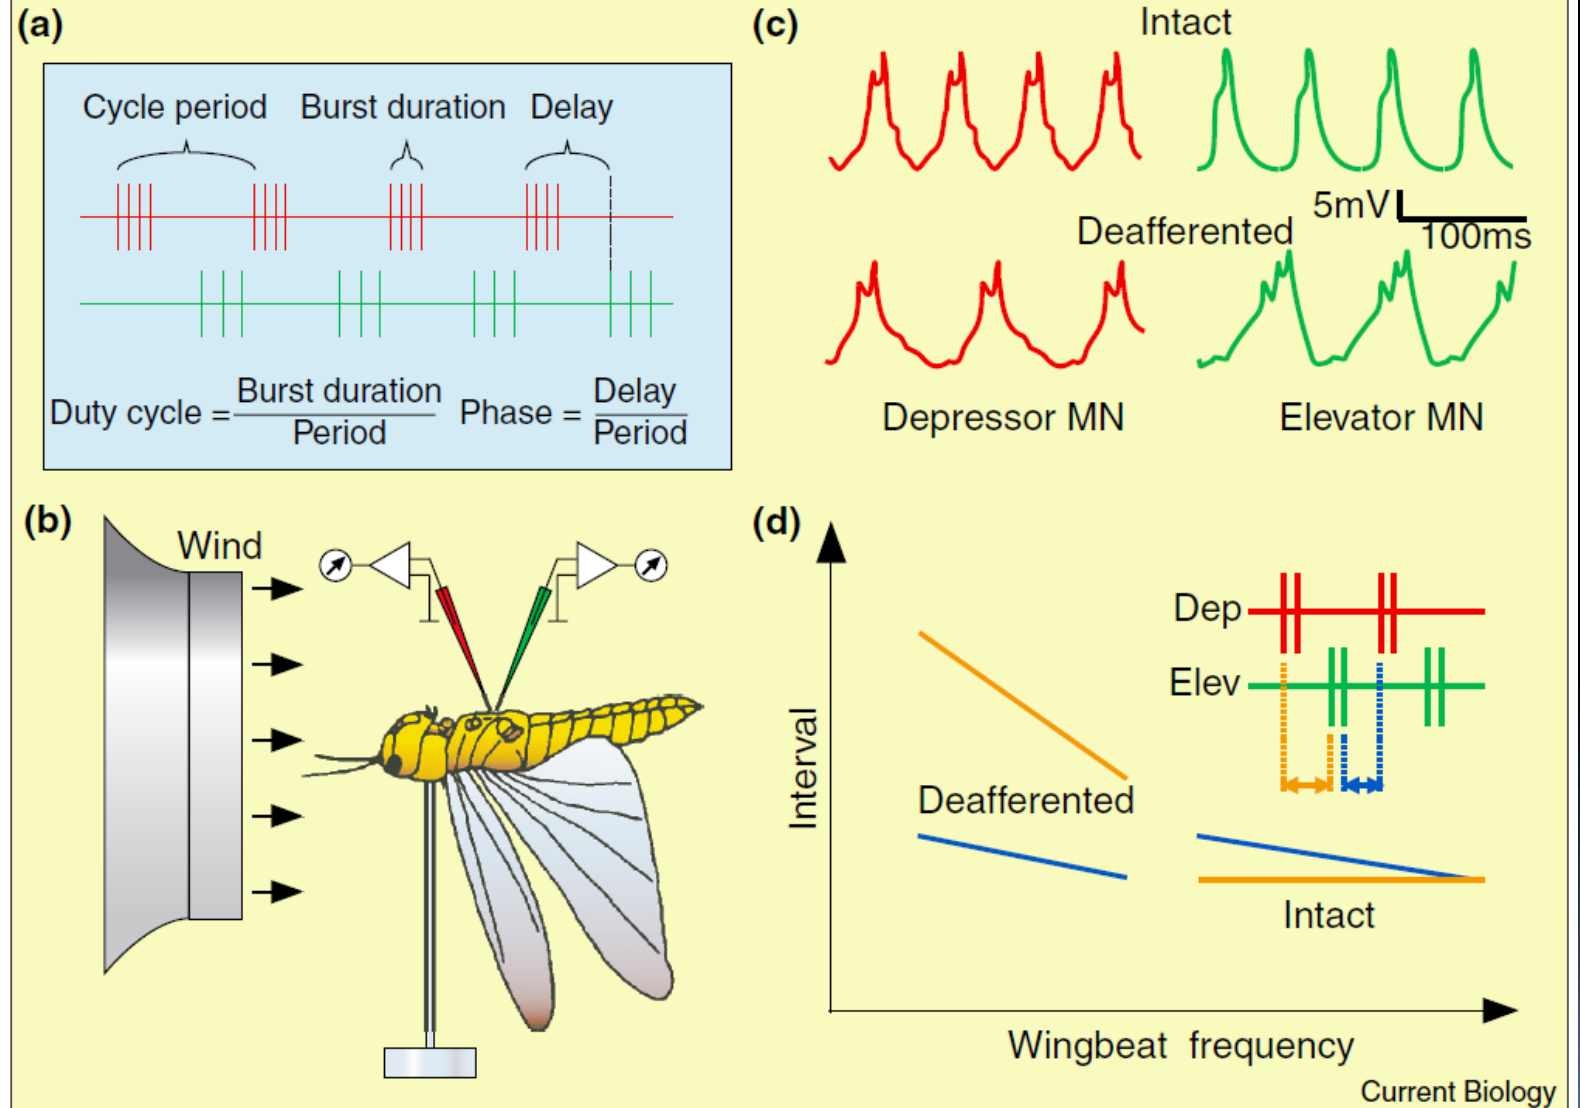 (a)
Cycle period Burst duration Delay
Duty cycle = Burst duration / Period Phase = Delay / Period
(b)
Wind
(c)
Intact
5mV
100ms
Deafferented
Depressor MN Elevator MN
(d)
Dep
Elev
Interval
Deafferented
Intact
Wingbeat frequency
Current Biology